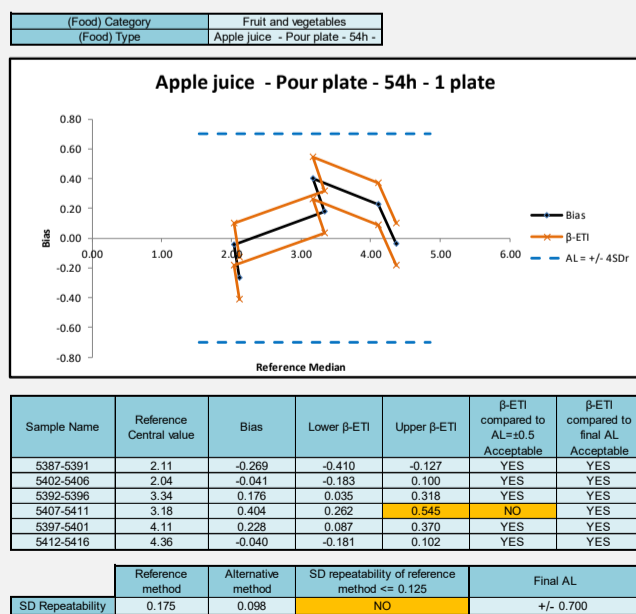 (Food) Category Fruit and vegetables
(Food) Type Apple juice - Pour plate - 54h -
Apple juice - Pour plate - 54h - 1 plate
0.80
0.60
0.40
0.20
0.00
-0.20
-0.40
-0.60
-0.80
0.00 1.00 2.00 3.00 4.00 5.00 6.00
Bias
Reference Median
Bias
β-ETI
AL = +/- 4SDr
Sample Name Reference Central value Bias Lower β-ETI Upper β-ETI β-ETI compared to AL=±0.5 Acceptable β-ETI compared to final AL Acceptable
5387-5391 2.11 -0.269 -0.410 -0.127 YES YES
5402-5406 2.04 -0.041 -0.183 0.100 YES YES
5392-5396 3.34 0.176 0.035 0.318 YES YES
5407-5411 3.18 0.404 0.262 0.545 NO YES
5397-5401 4.11 0.228 0.087 0.370 YES YES
5412-5416 4.36 -0.040 -0.181 0.102 YES YES
Reference method Alternative method SD repeatability of reference method <= 0.125 Final AL
SD Repeatability 0.175 0.098 NO +/- 0.700